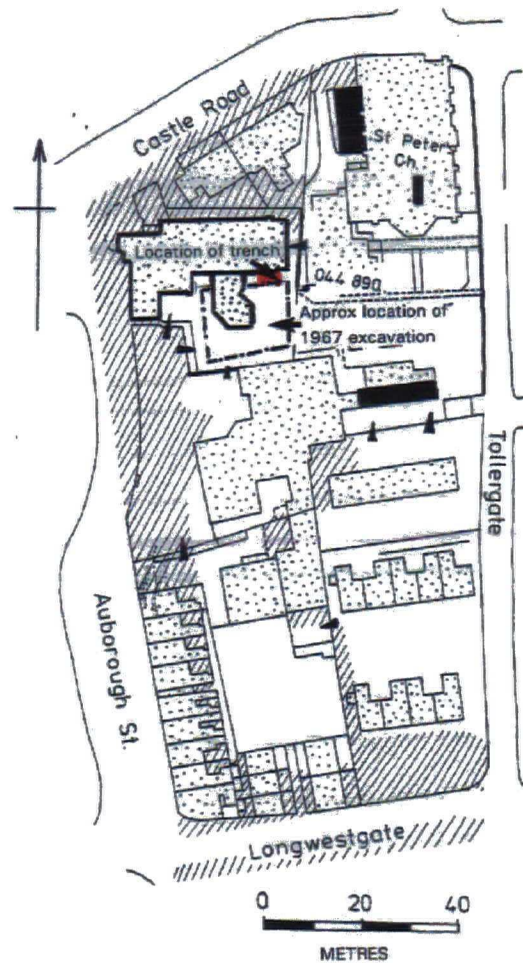 Castle Road
St Peter
Ch.
Location of trench
044 890
Approx location of
1967 excavation
Tollergate
Auborough St.
Longwestgate
0 20 40
METRES